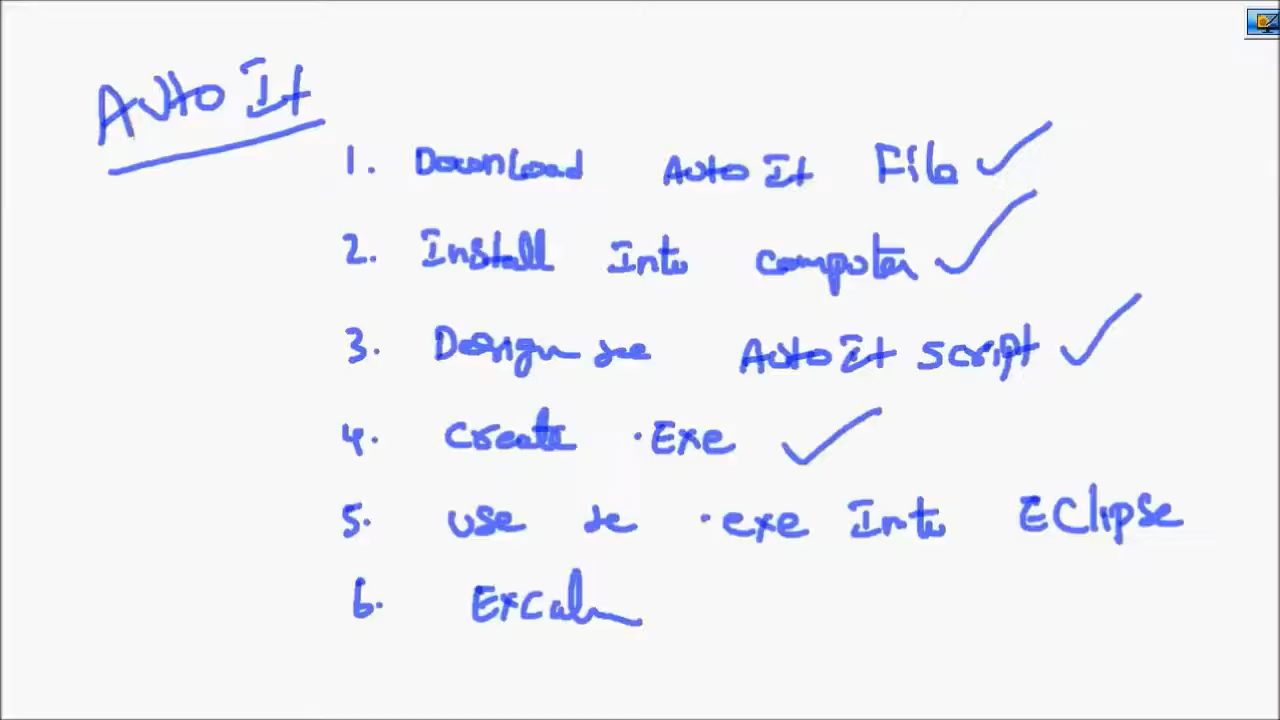 AutoIt
1. Download AutoIt File
2. Install Into computer
3. Design the AutoIt script
4. create .Exe
5. use the .exe Into EClipse
6.